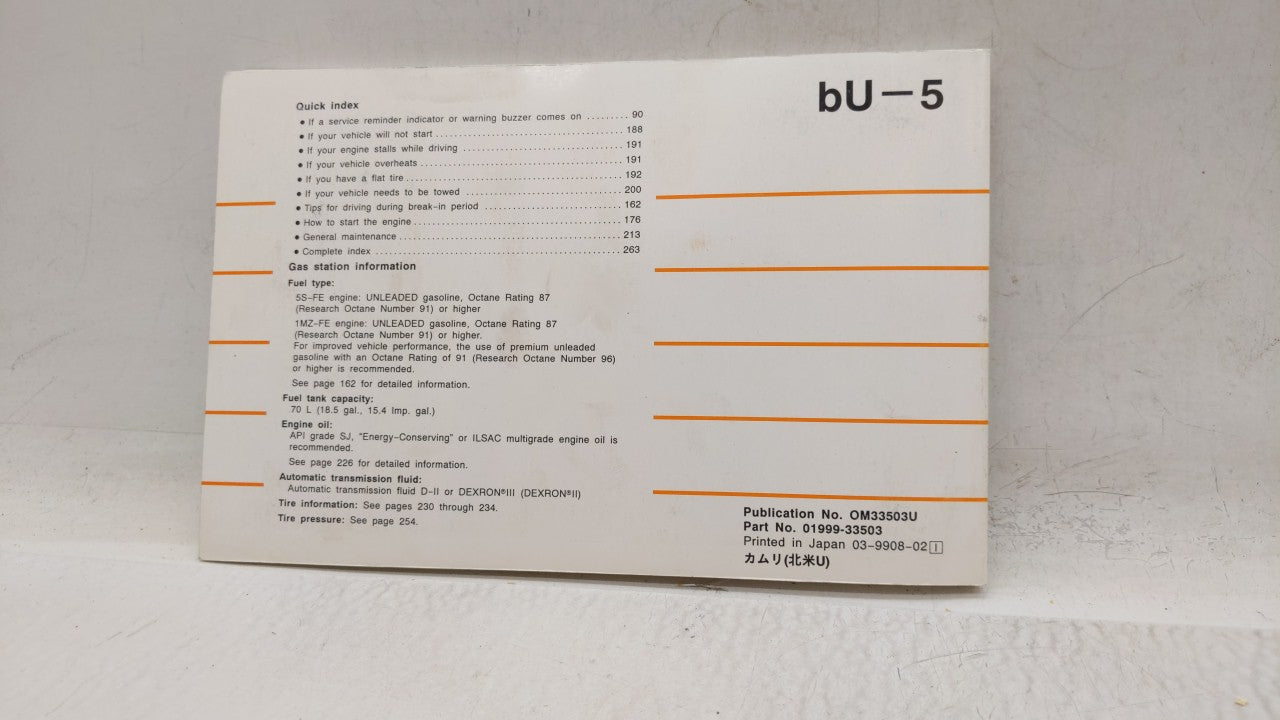 Quick index
• If a service reminder indicator or warning buzzer comes on ......... 90
• If your vehicle will not start ........................................ 188
• If your engine stalls while driving .................................. 191
• If your vehicle overheats ........................................... 191
• If you have a flat tire .............................................. 192
• If your vehicle needs to be towed ................................. 200
• Tips for driving during break-in period ............................. 162
• How to start the engine ............................................ 176
• General maintenance ............................................... 213
• Complete index .................................................... 263
Gas station information
Fuel type:
5S-FE engine: UNLEADED gasoline, Octane Rating 87
(Research Octane Number 91) or higher
1MZ-FE engine: UNLEADED gasoline, Octane Rating 87
(Research Octane Number 91) or higher.
For improved vehicle performance, the use of premium unleaded
gasoline with an Octane Rating of 91 (Research Octane Number 96)
or higher is recommended.
See page 162 for detailed information.
Fuel tank capacity:
70 L (18.5 gal., 15.4 Imp. gal.)
Engine oil:
API grade SJ, "Energy-Conserving" or ILSAC multigrade engine oil is
recommended.
See page 226 for detailed information.
Automatic transmission fluid:
Automatic transmission fluid D-II or DEXRON®III (DEXRON®II)
Tire information: See pages 230 through 234.
Tire pressure: See page 254.
bU-5
Publication No. OM33503U
Part No. 01999-33503
Printed in Japan 03-9908-02 I
カムリ(北米U)